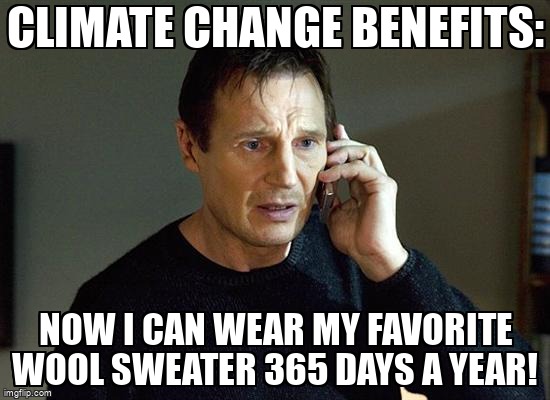 CLIMATE CHANGE BENEFITS:
NOW I CAN WEAR MY FAVORITE
WOOL SWEATER 365 DAYS A YEAR!
imgflip.com